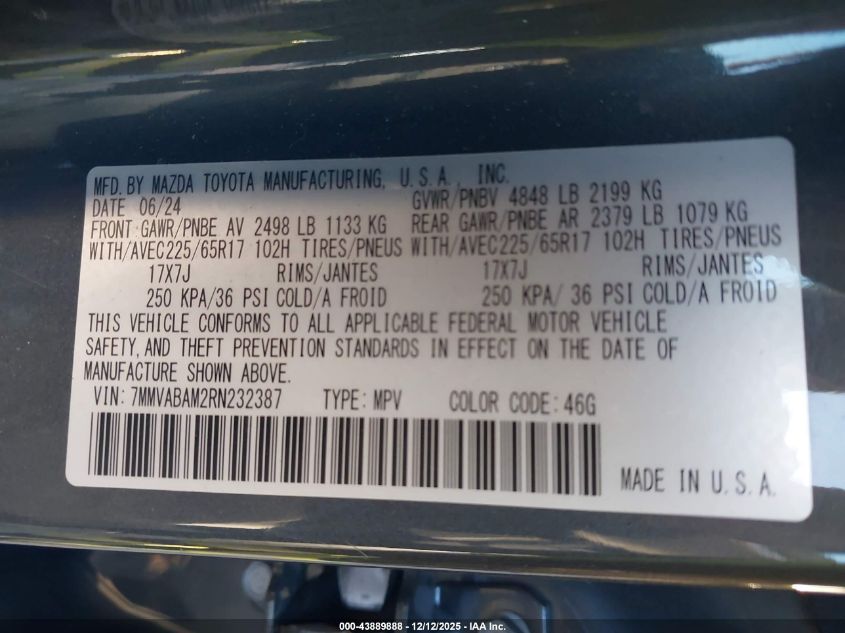 MFD. BY MAZDA TOYOTA MANUFACTURING, U.S.A., INC.
DATE 06/24 GVWR/PNBV 4848 LB 2199 KG
FRONT:GAWR/PNBE AV 2498 LB 1133 KG REAR GAWR/PNBE AR 2379 LB 1079 KG
WITH/AVEC225/65R17 102H TIRES/PNEUS WITH/AVEC225/65R17 102H TIRES/PNEUS
17X7J RIMS/JANTES 17X7J RIMS/JANTES
250 KPA/36 PSI COLD/A FROID 250 KPA/ 36 PSI COLD/A FROID
THIS VEHICLE CONFORMS TO ALL APPLICABLE FEDERAL MOTOR VEHICLE
SAFETY, AND THEFT PREVENTION STANDARDS IN EFFECT ON THE DATE OF
MANUFACTURE SHOWN ABOVE.
VIN: 7MMVABAM2RN232387 TYPE: MPV COLOR CODE: 46G
MADE IN U.S.A.
000-43889888 - 12/12/2025 - IAA Inc.